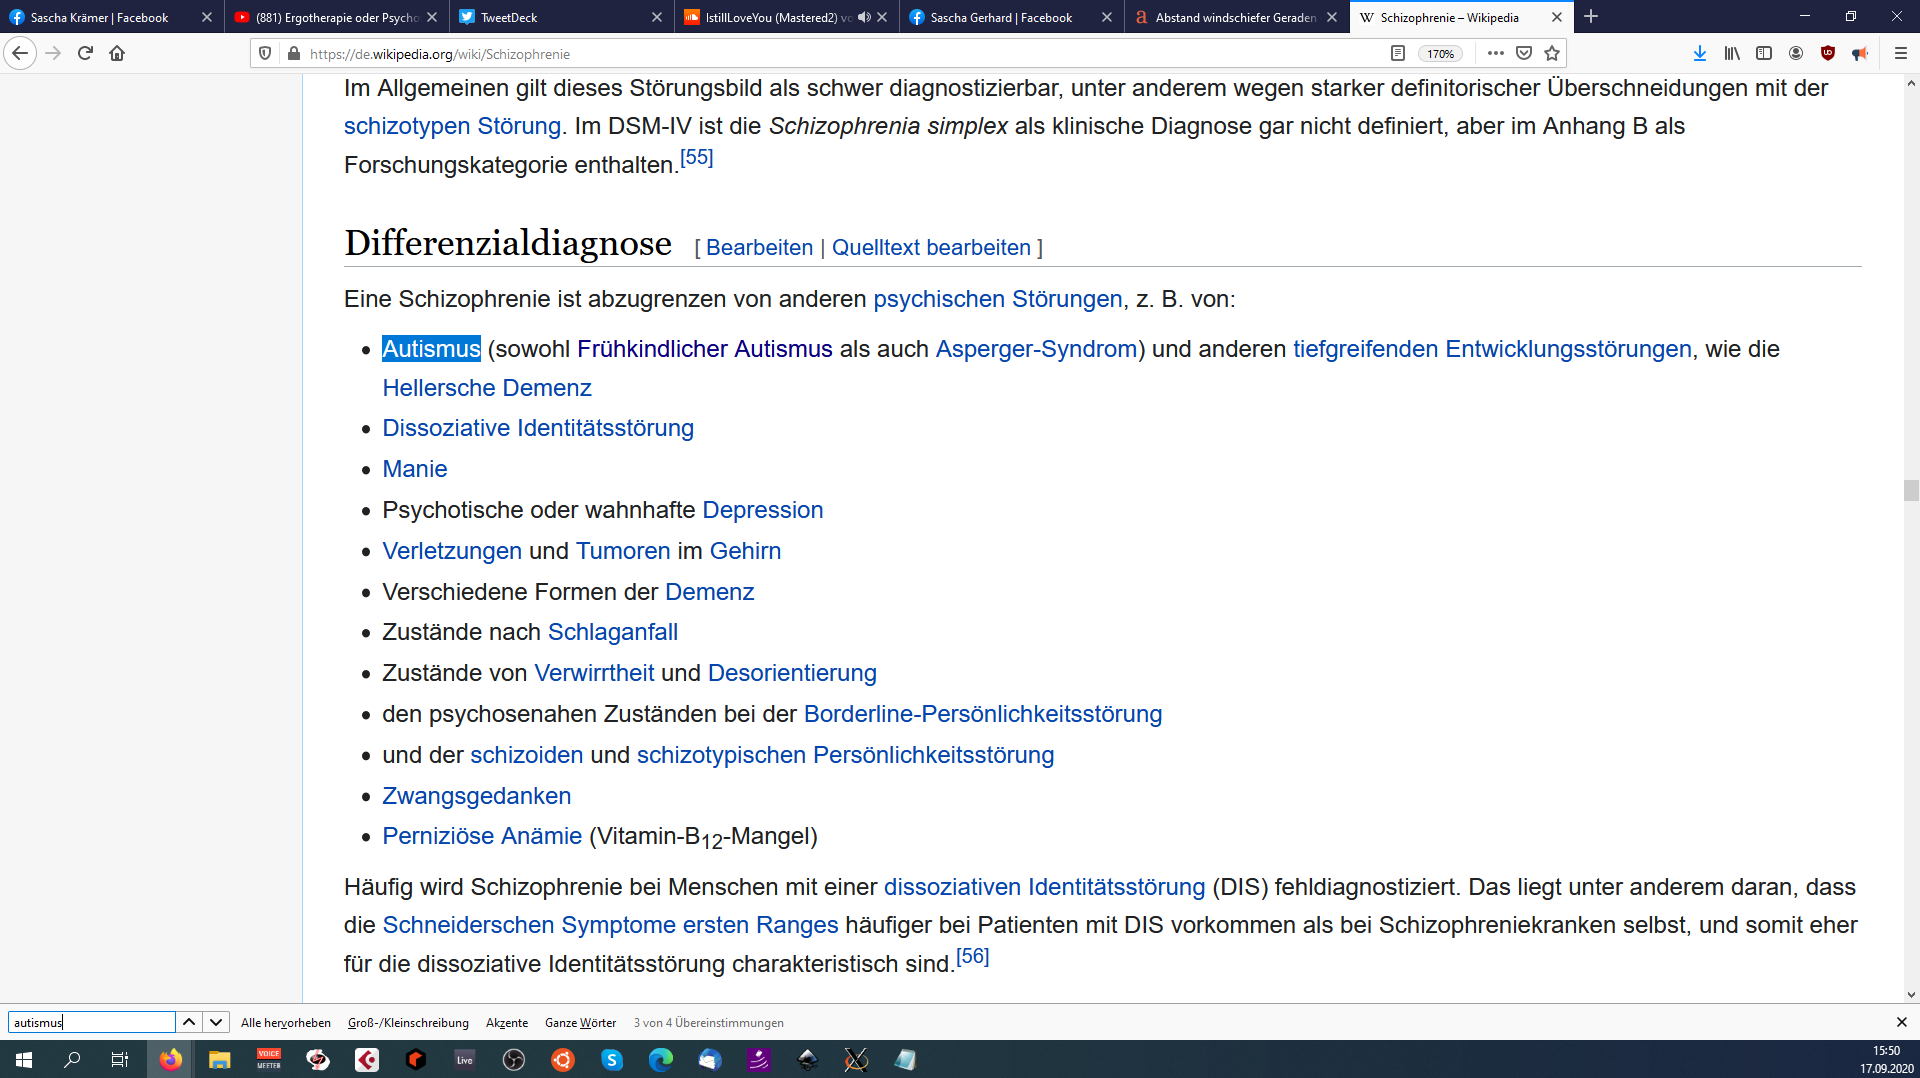 Sascha Krämer | Facebook
(881) Ergotherapie oder Psycho
TweetDeck
IstillLoveYou (Mastered2) vo
Sascha Gerhard | Facebook
Abstand windschiefer Geraden
Schizophrenie – Wikipedia
https://de.wikipedia.org/wiki/Schizophrenie
170%
Im Allgemeinen gilt dieses Störungsbild als schwer diagnostizierbar, unter anderem wegen starker definitorischer Überschneidungen mit der
schizotypen Störung. Im DSM-IV ist die Schizophrenia simplex als klinische Diagnose gar nicht definiert, aber im Anhang B als
Forschungskategorie enthalten.[55]
Differenzialdiagnose [ Bearbeiten | Quelltext bearbeiten ]
Eine Schizophrenie ist abzugrenzen von anderen psychischen Störungen, z. B. von:
• Autismus (sowohl Frühkindlicher Autismus als auch Asperger-Syndrom) und anderen tiefgreifenden Entwicklungsstörungen, wie die
Hellersche Demenz
• Dissoziative Identitätsstörung
• Manie
• Psychotische oder wahnhafte Depression
• Verletzungen und Tumoren im Gehirn
• Verschiedene Formen der Demenz
• Zustände nach Schlaganfall
• Zustände von Verwirrtheit und Desorientierung
• den psychosenahen Zuständen bei der Borderline-Persönlichkeitsstörung
• und der schizoiden und schizotypischen Persönlichkeitsstörung
• Zwangsgedanken
• Perniziöse Anämie (Vitamin-B12-Mangel)
Häufig wird Schizophrenie bei Menschen mit einer dissoziativen Identitätsstörung (DIS) fehldiagnostiziert. Das liegt unter anderem daran, dass
die Schneiderschen Symptome ersten Ranges häufiger bei Patienten mit DIS vorkommen als bei Schizophreniekranken selbst, und somit eher
für die dissoziative Identitätsstörung charakteristisch sind.[56]
autismus
Alle hervorheben
Groß-/Kleinschreibung
Akzente
Ganze Wörter
3 von 4 Übereinstimmungen
VOICE
MEETER
Live
15:50
17.09.2020